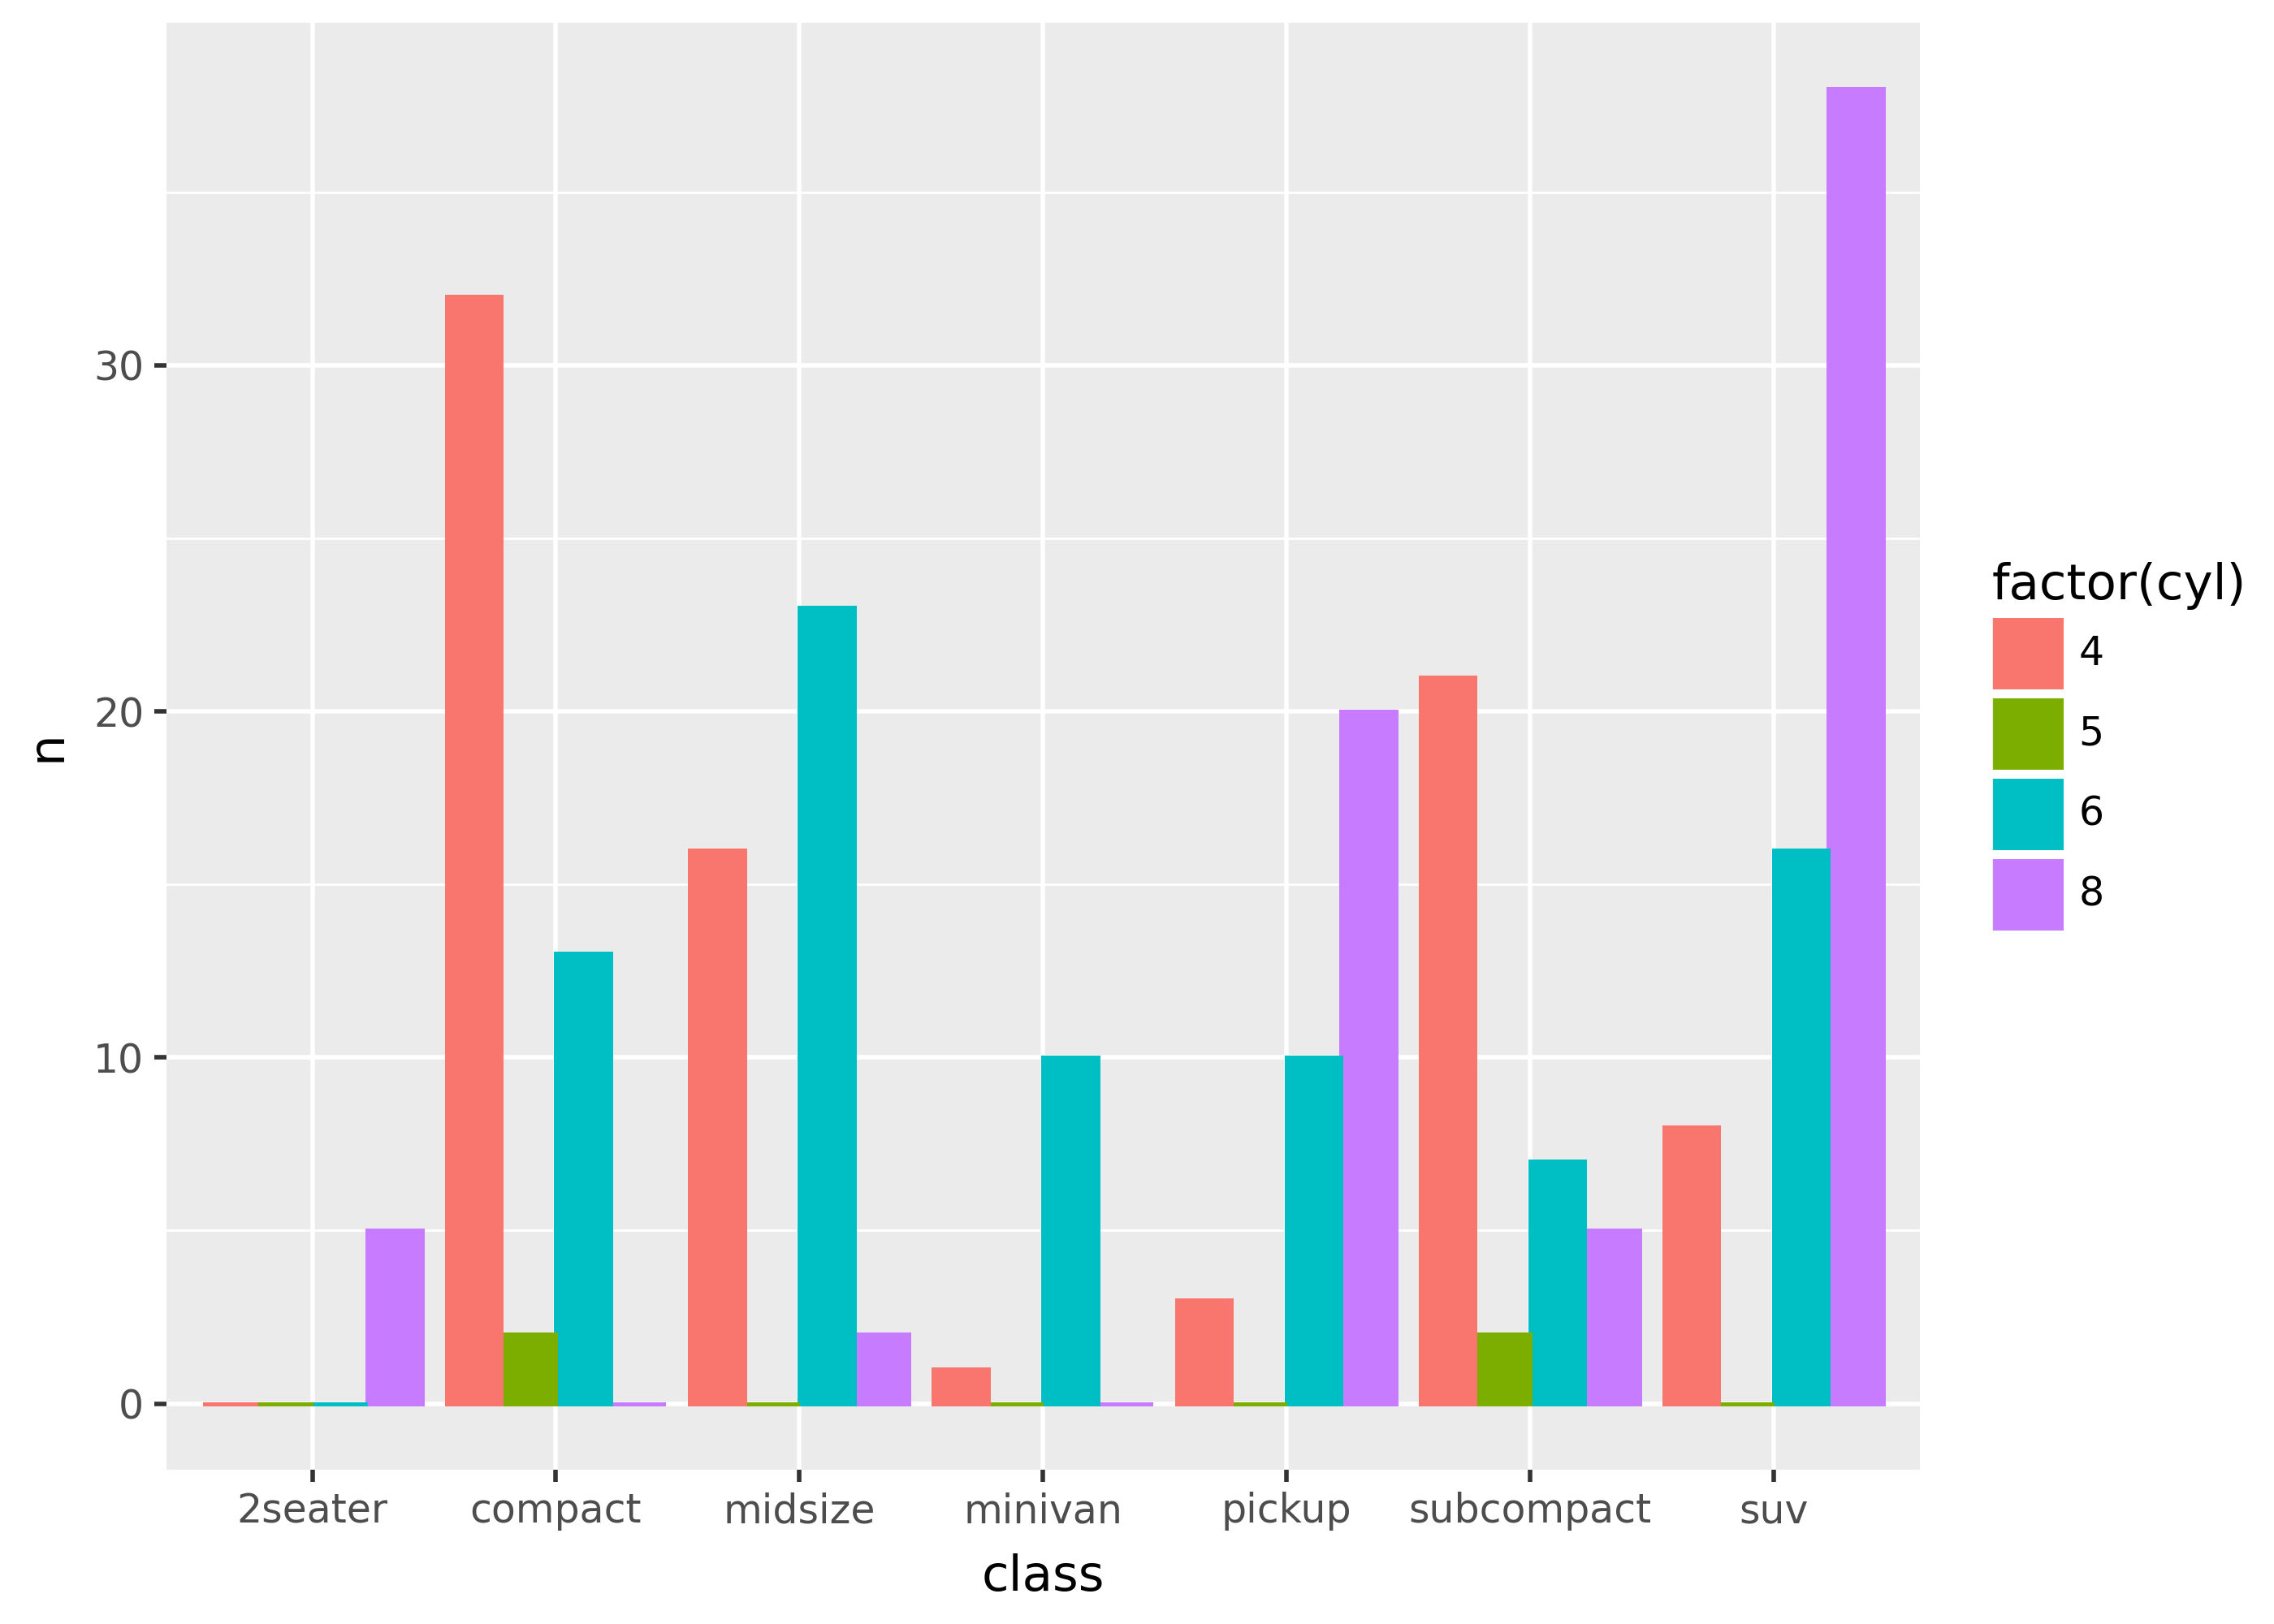 30
20
10
0
n
2seater compact midsize minivan pickup subcompact suv
class
factor(cyl)
4
5
6
8